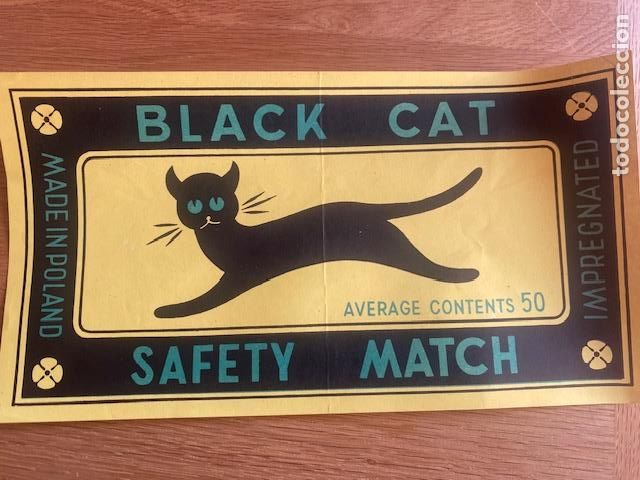 BLACK CAT
MADE IN POLAND
IMPREGNATED
AVERAGE CONTENTS 50
SAFETY MATCH
todocoleccion